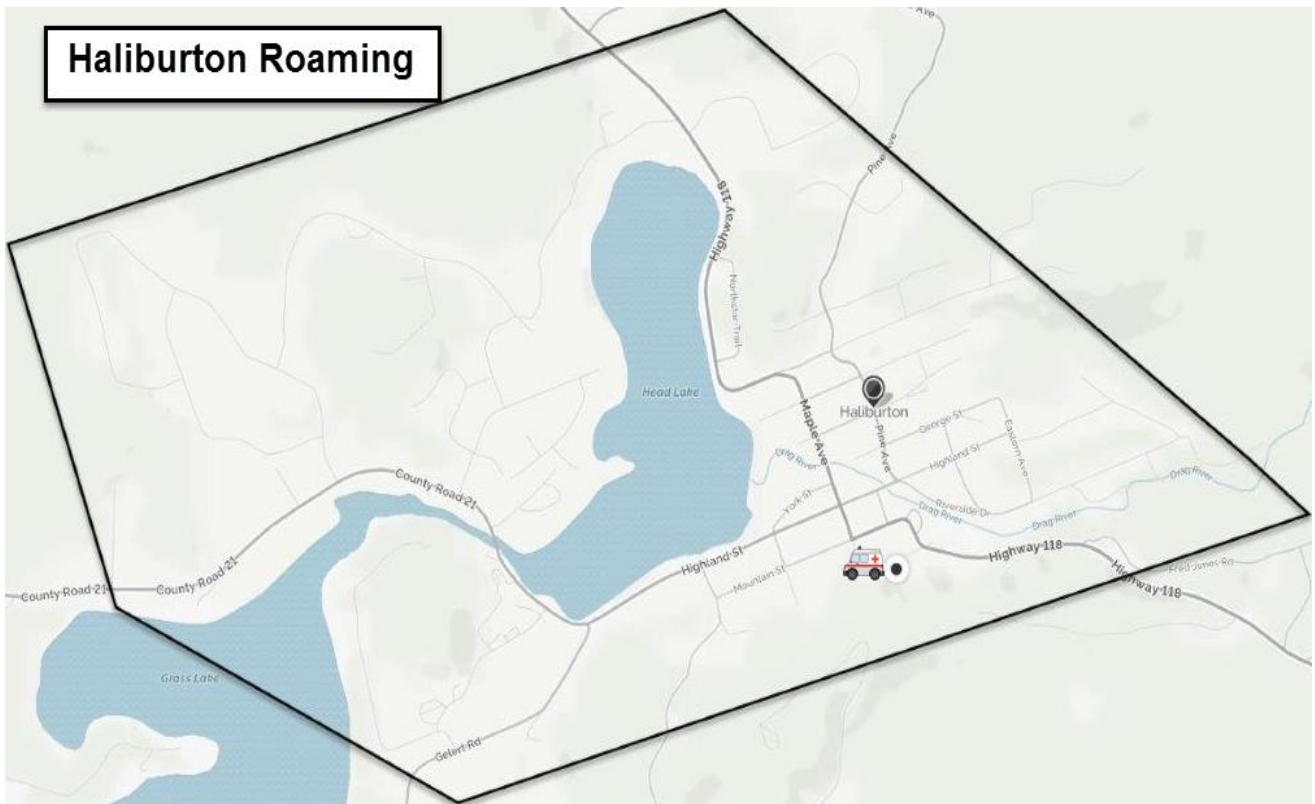 Haliburton Roaming
Ave
Pine Ave
Highway 118
Highway 118
Northstar Trail
Head Lake
Haliburton
Maple Ave
Pine Ave
George St
Eastern Ave
Highland St
Drag River
Drag River
County Road 21
York St
Riverside Dr
Drag River
Drag River
Highland St
Highway 118
Mountain St
Fred Jones Rd
Highway 118
County Road 21
County Road 21
Grass Lake
Gelert Rd